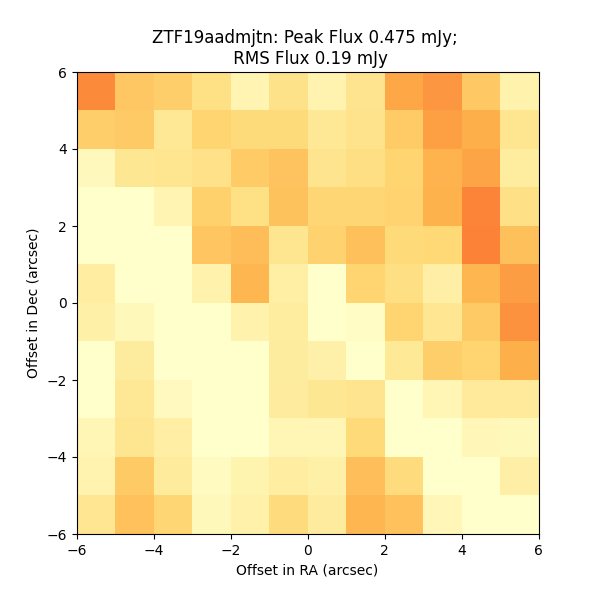 ZTF19aadmjtn: Peak Flux 0.475 mJy;
RMS Flux 0.19 mJy
6
4
2
0
−2
−4
−6
Offset in Dec (arcsec)
−6 −4 −2 0 2 4 6
Offset in RA (arcsec)